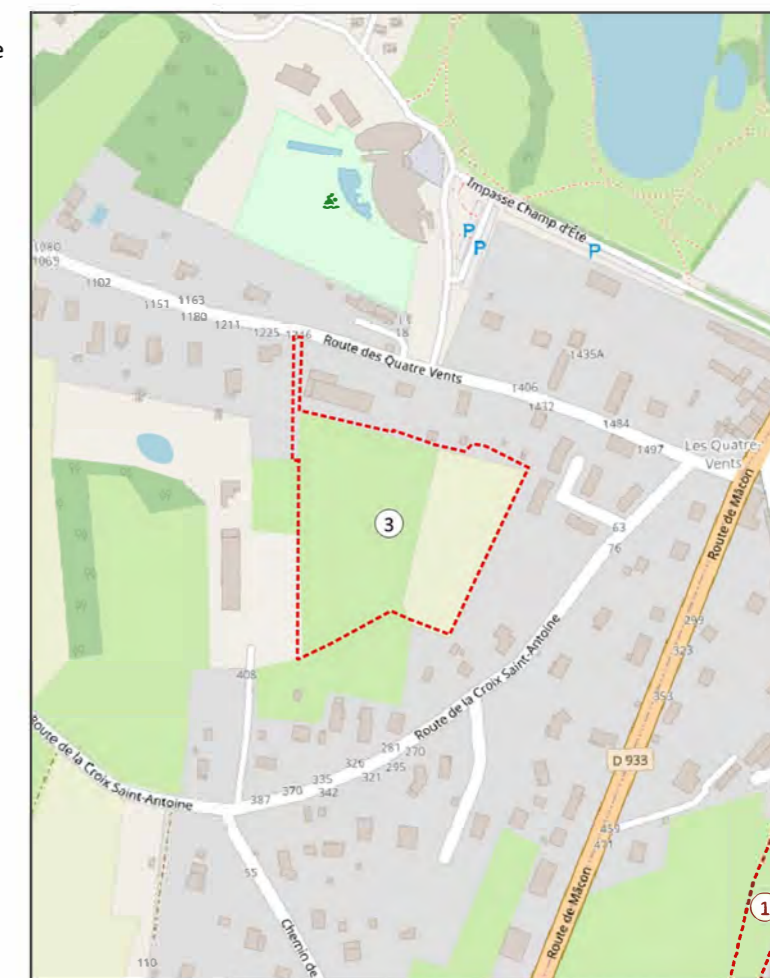 e
Impasse Champ d'Été
P
P
P
1080
1069
1102
1151
1163
1180
1211
1225
18
Route des Quatre Vents
1435A
1406
1432
1484
1497
Les Quatre
Vents
Route de Mâcon
3
63
76
299
323
353
408
Route de la Croix Saint-Antoine
281
270
326
295
335
321
370
342
387
Route de la Croix Saint-Antoine
D 933
459
471
55
Chemin de
Route de Mâcon
110
1